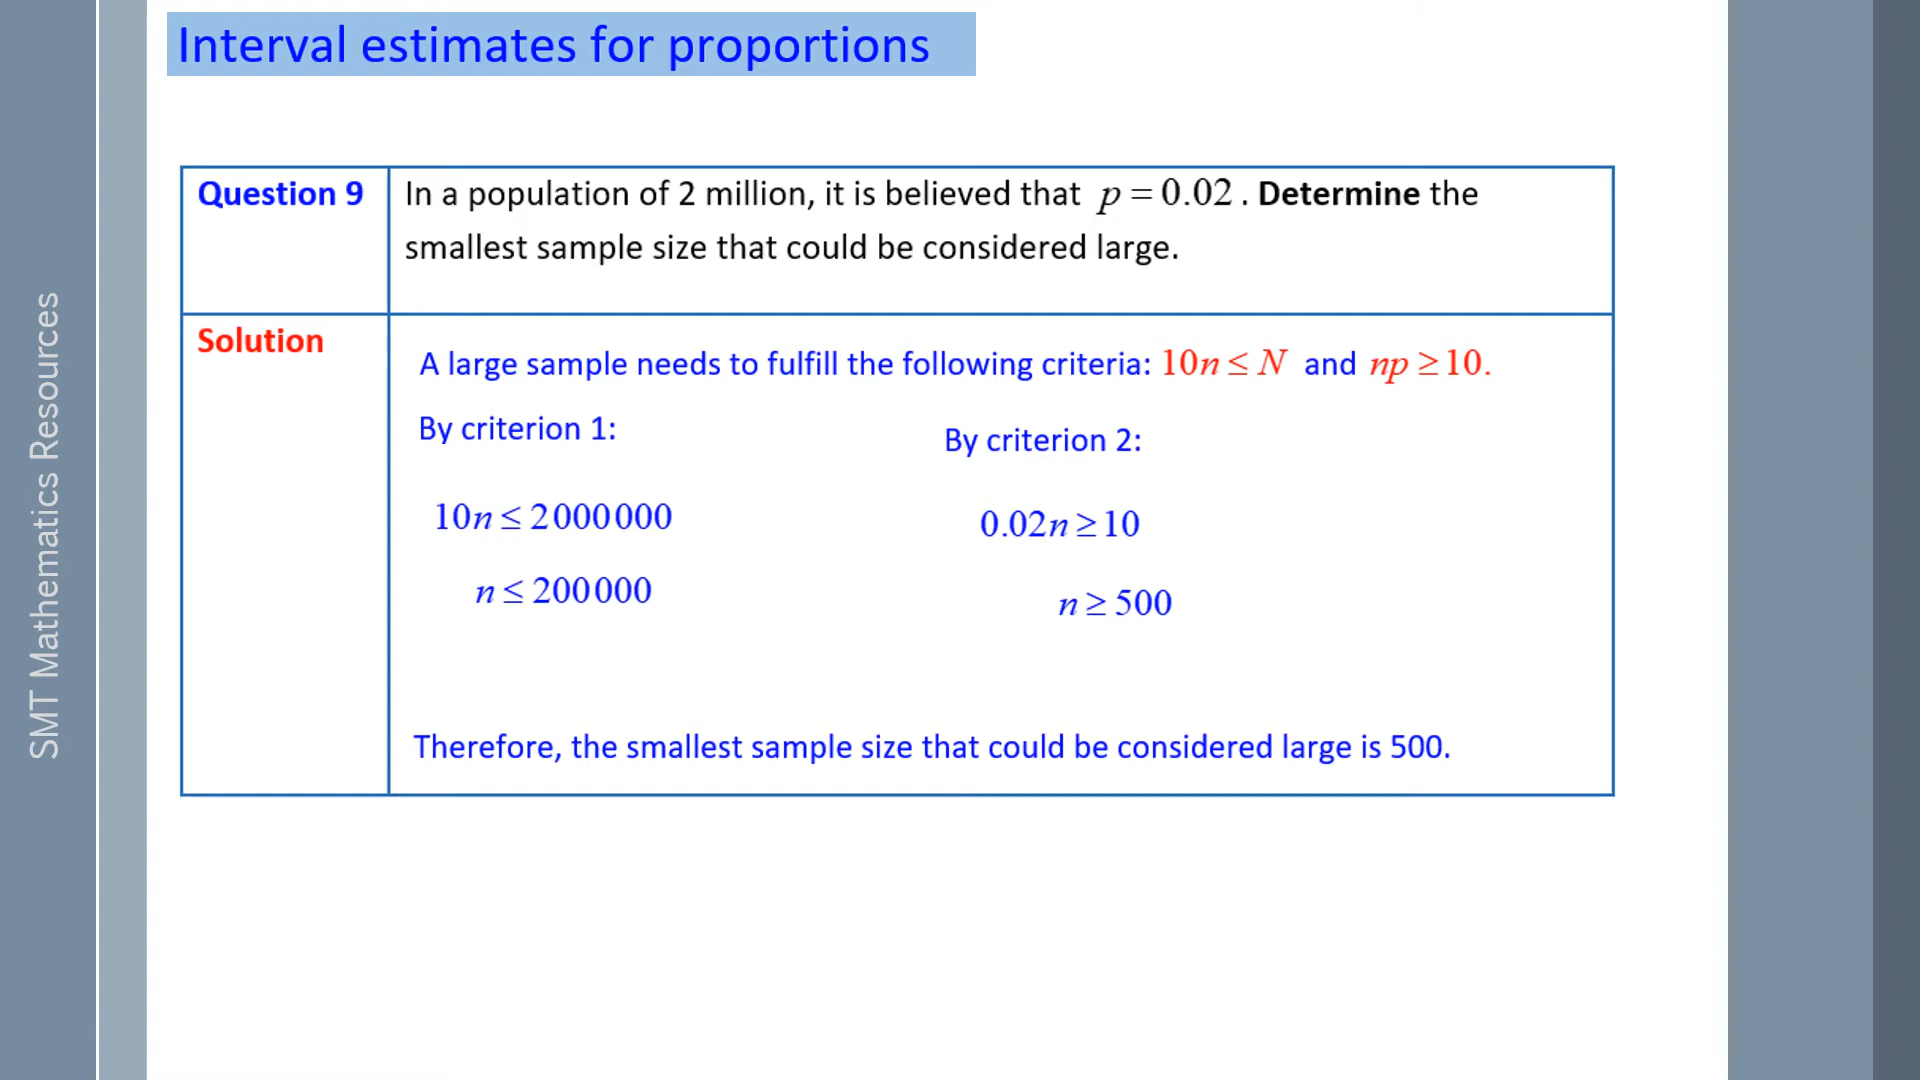 Interval estimates for proportions
Question 9
In a population of 2 million, it is believed that p = 0.02 . Determine the
smallest sample size that could be considered large.
Solution
A large sample needs to fulfill the following criteria: 10n ≤ N and np ≥ 10.
By criterion 1:
By criterion 2:
10n ≤ 2000000
0.02n ≥ 10
n ≤ 200000
n ≥ 500
Therefore, the smallest sample size that could be considered large is 500.
SMT Mathematics Resources